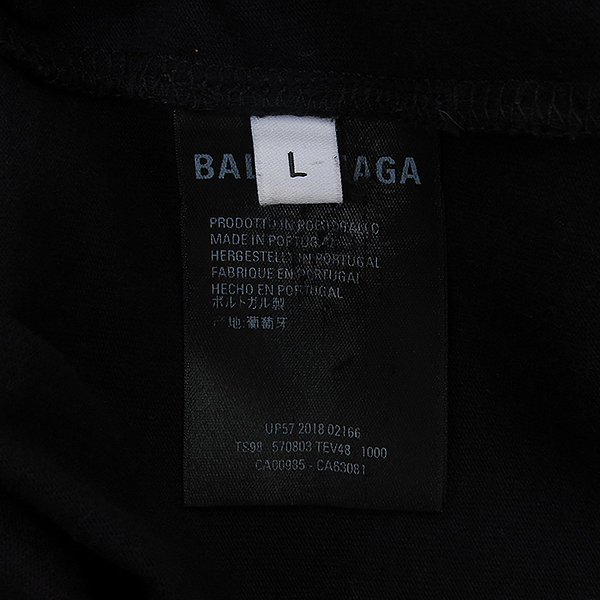 L
BAL AGA
PRODOTTO IN PORTOGALLO
MADE IN PORTUGAL
HERGESTELLT IN PORTUGAL
FABRIQUE EN PORTUGAL
HECHO EN PORTUGAL
ポルトガル製
产地:葡萄牙
UP57 2018 02166
TS98 570803 TEV48 1000
CA00985 - CA63081